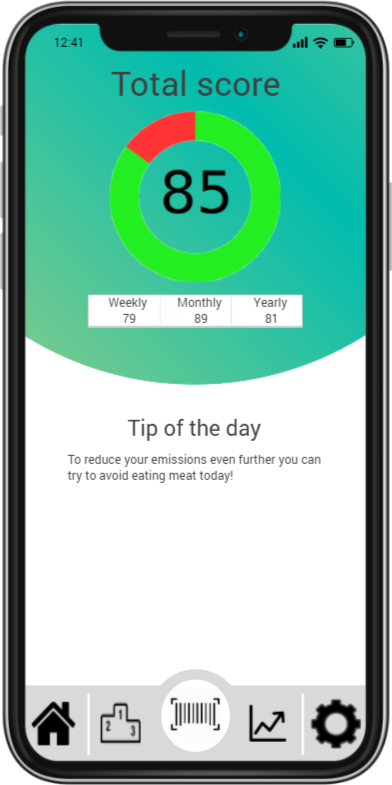 12:41
Total score
85
Weekly Monthly Yearly
79 89 81
Tip of the day
To reduce your emissions even further you can
try to avoid eating meat today!
1
2
3